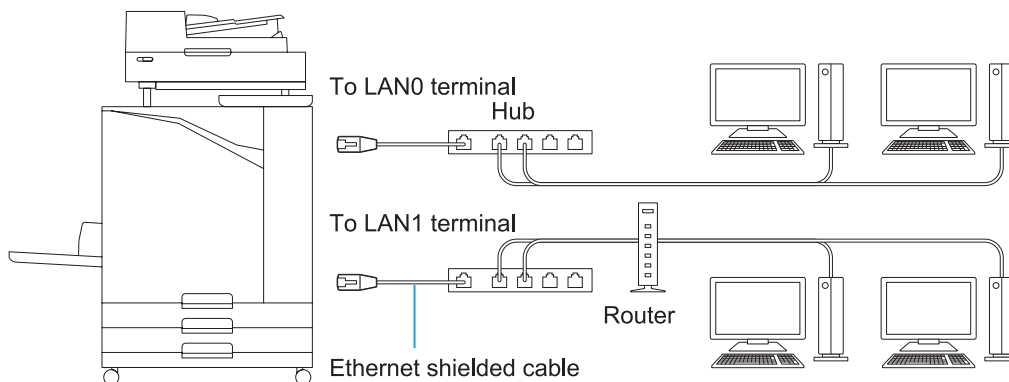 To LAN0 terminal
Hub
To LAN1 terminal
Router
Ethernet shielded cable